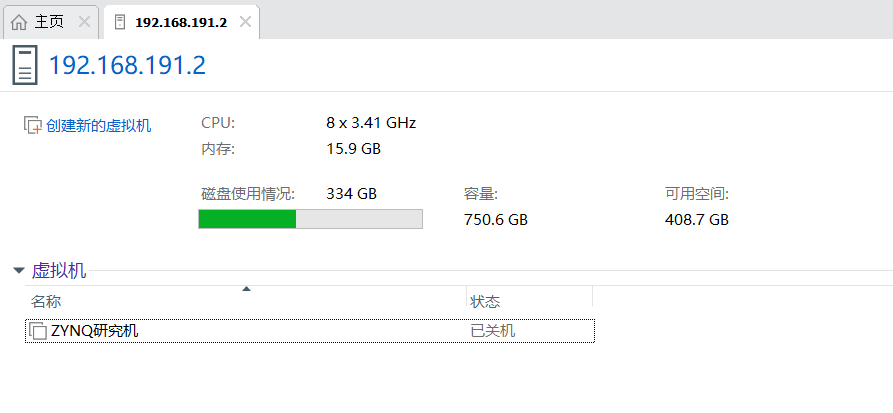 主页
192.168.191.2
192.168.191.2
创建新的虚拟机
CPU: 8 x 3.41 GHz
内存: 15.9 GB
磁盘使用情况: 334 GB 容量: 可用空间:
750.6 GB 408.7 GB
虚拟机
名称 状态
ZYNQ研究机 已关机